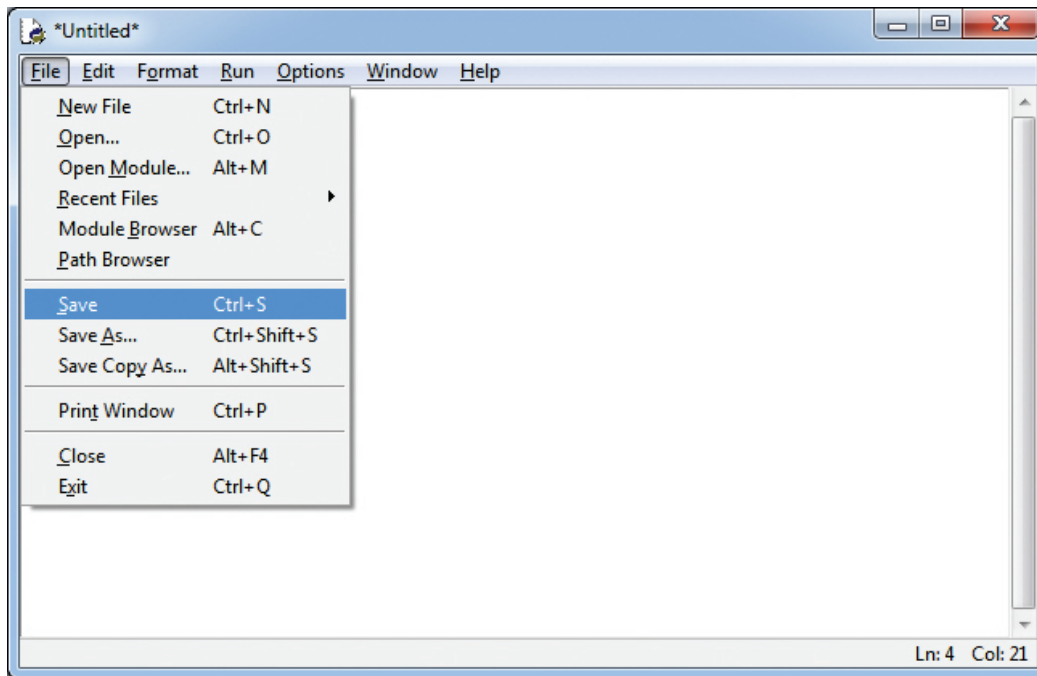 *Untitled*
File Edit Format Run Options Window Help
New File Ctrl+N
Open... Ctrl+O
Open Module... Alt+M
Recent Files
Module Browser Alt+C
Path Browser
Save Ctrl+S
Save As... Ctrl+Shift+S
Save Copy As... Alt+Shift+S
Print Window Ctrl+P
Close Alt+F4
Exit Ctrl+Q
Ln: 4 Col: 21